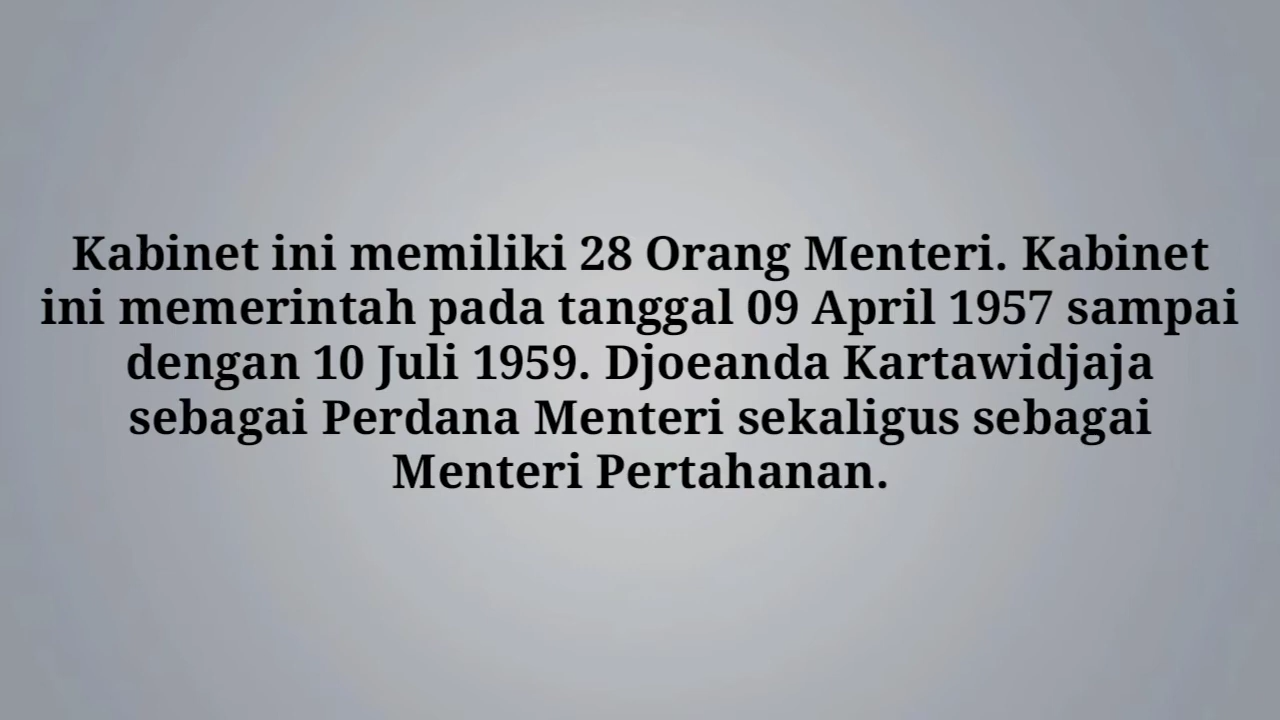 Kabinet ini memiliki 28 Orang Menteri. Kabinet
ini memerintah pada tanggal 09 April 1957 sampai
dengan 10 Juli 1959. Djoeanda Kartawidjaja
sebagai Perdana Menteri sekaligus sebagai
Menteri Pertahanan.